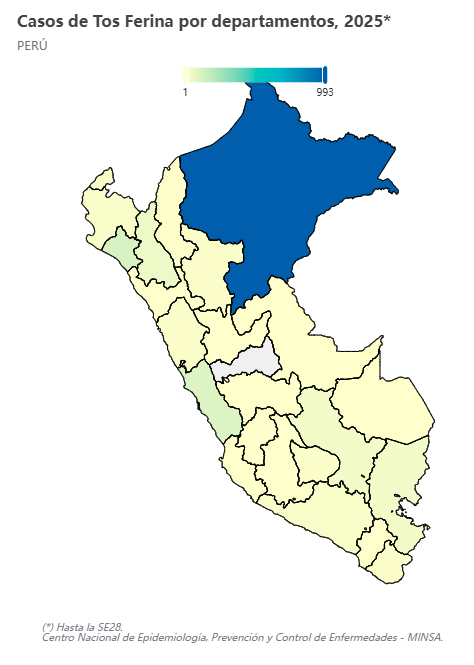 Casos de Tos Ferina por departamentos, 2025*
PERÚ
1 993
(*) Hasta la SE28.
Centro Nacional de Epidemiología, Prevención y Control de Enfermedades - MINSA.